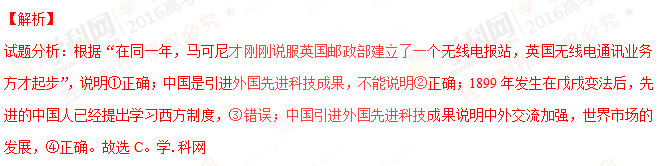 【解析】
试题分析：根据“在同一年，马可尼才刚刚说服英国邮政部建立了一个无线电报站，英国无线电通讯业务
方才起步”，说明①正确；中国是引进外国先进科技成果，不能说明②正确；1899 年发生在戊戌变法后，先
进的中国人已经提出学习西方制度，③错误；中国引进外国先进科技成果说明中外交流加强，世界市场的
发展，④正确。故选 C。学.科网